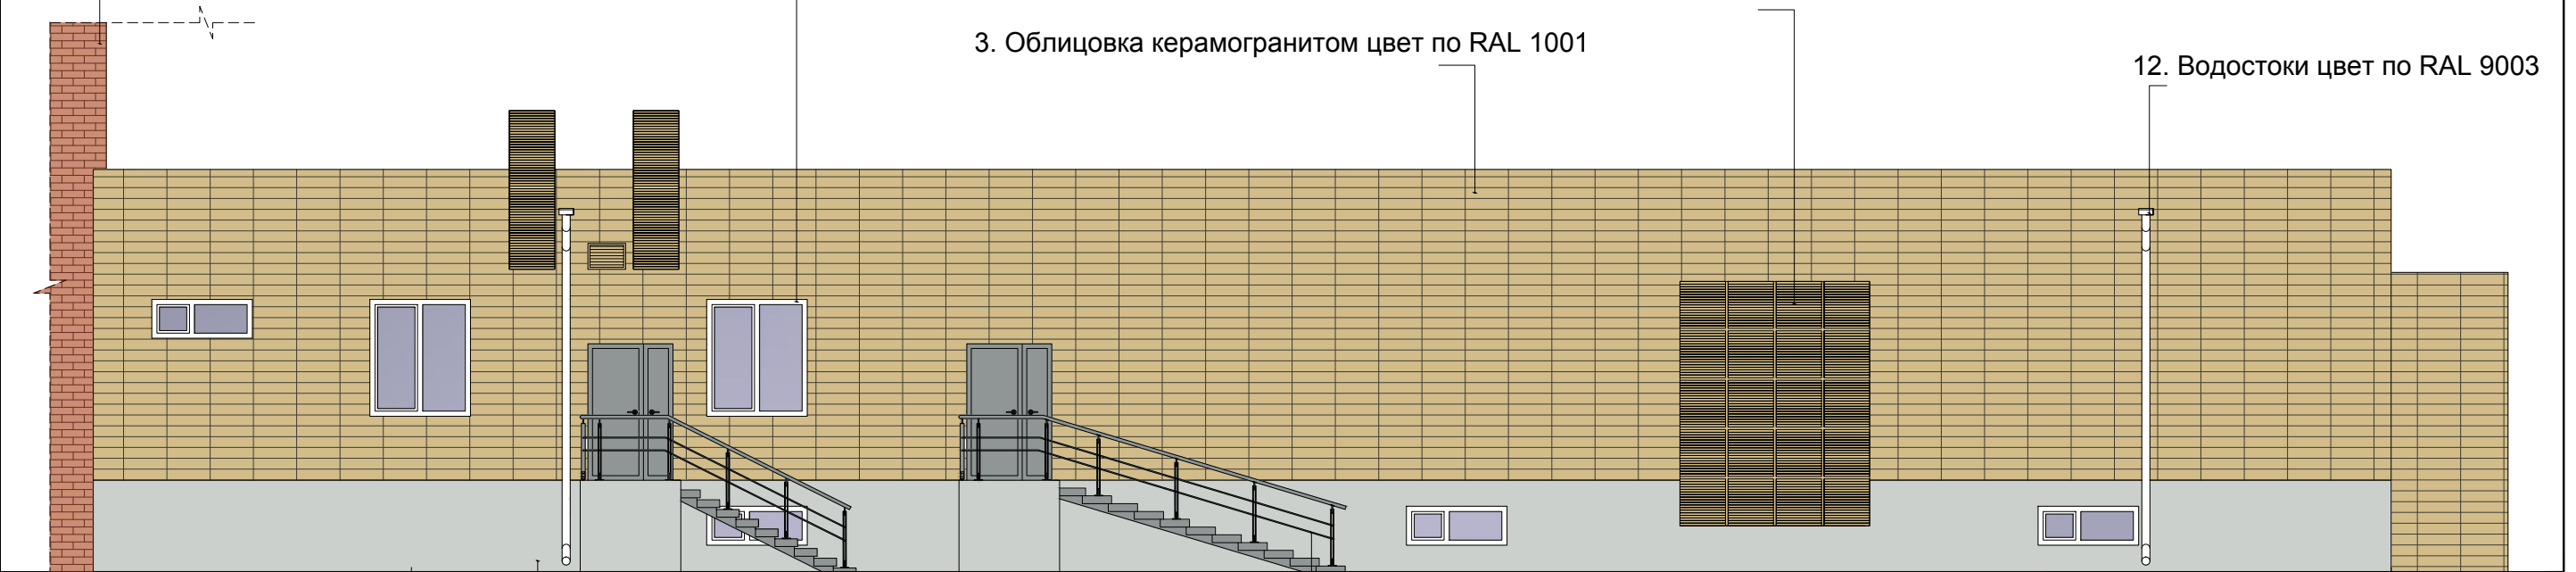 3. Облицовка керамогранитом цвет по RAL 1001
12. Водостоки цвет по RAL 9003